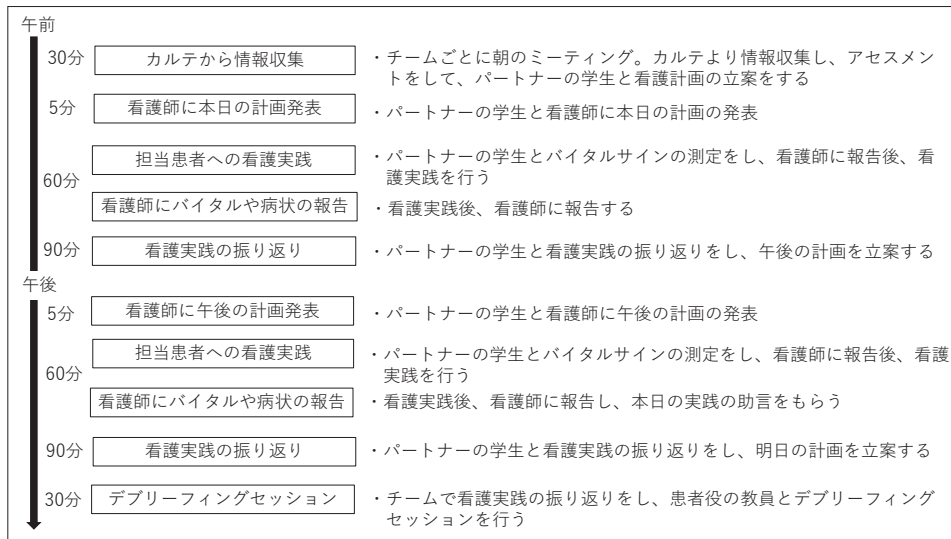 午前
30分 カルテから情報収集 ・チームごとに朝のミーティング。カルテより情報収集し、アセスメン
トをして、パートナーの学生と看護計画の立案をする
5分 看護師に本日の計画発表 ・パートナーの学生と看護師に本日の計画の発表
60分 担当患者への看護実践 ・パートナーの学生とバイタルサインの測定をし、看護師に報告後、看
護実践を行う
看護師にバイタルや病状の報告 ・看護実践後、看護師に報告する
90分 看護実践の振り返り ・パートナーの学生と看護実践の振り返りをし、午後の計画を立案する
午後
5分 看護師に午後の計画発表 ・パートナーの学生と看護師に午後の計画の発表
60分 担当患者への看護実践 ・パートナーの学生とバイタルサインの測定をし、看護師に報告後、看護
実践を行う
看護師にバイタルや病状の報告 ・看護実践後、看護師に報告し、本日の実践の助言をもらう
90分 看護実践の振り返り ・パートナーの学生と看護実践の振り返りをし、明日の計画を立案する
30分 デブリーフィングセッション ・チームで看護実践の振り返りをし、患者役の教員とデブリーフィング
セッションを行う